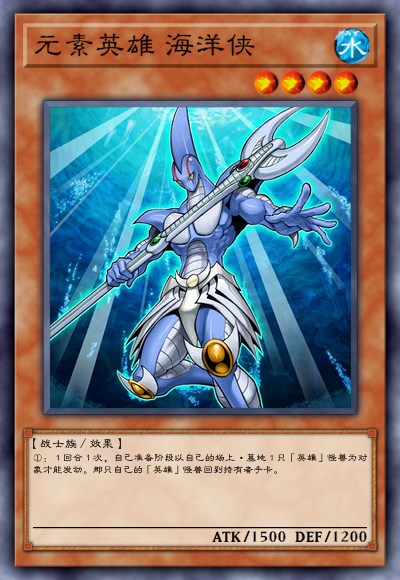 元素英雄 海洋侠
水
【战士族／效果】
①：1回合1次，自己准备阶段以自己的场上·墓地1只「英雄」怪兽为对
象才能发动。那只自己的「英雄」怪兽回到持有者手卡。
ATK/1500 DEF/1200